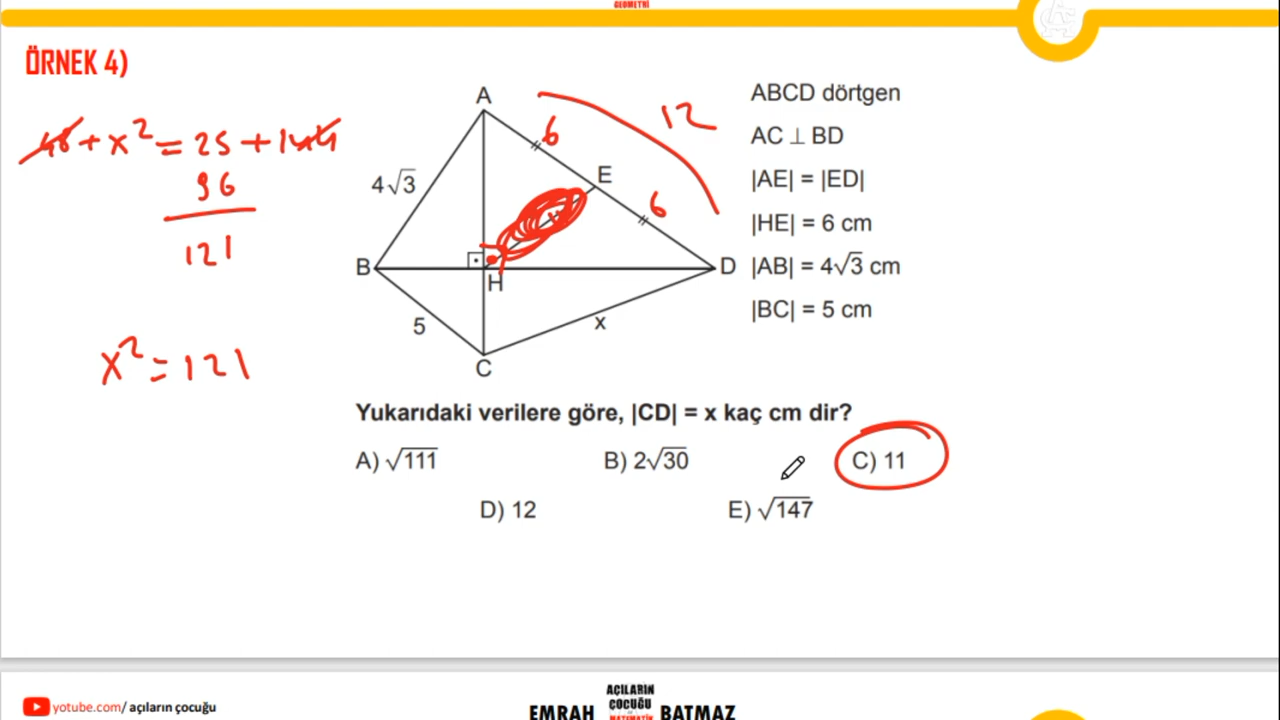 GEOMETRİ
ÖRNEK 4)
48 + x² = 25 + 144
96
121
x² = 121
A
6
12
E
4√3
6
B
H
D
5
x
C
ABCD dörtgen
AC ⊥ BD
|AE| = |ED|
|HE| = 6 cm
|AB| = 4√3 cm
|BC| = 5 cm
Yukarıdaki verilere göre, |CD| = x kaç cm dir?
A) √111
B) 2√30
C) 11
D) 12
E) √147
yotube.com/ açıların çocuğu
EMRAH
AÇILARIN
ÇOCUĞU
MATEMATİK
BATMAZ